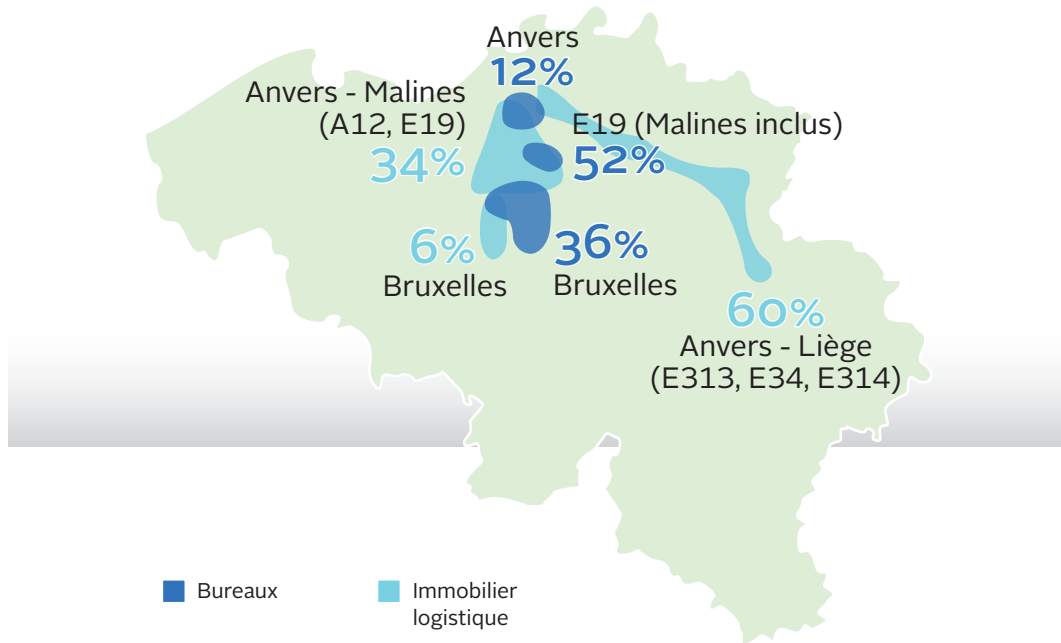 Anvers
12%
Anvers - Malines
(A12, E19)
34%
E19 (Malines inclus)
52%
6%
Bruxelles
36%
Bruxelles
60%
Anvers - Liège
(E313, E34, E314)
Bureaux
Immobilier
logistique